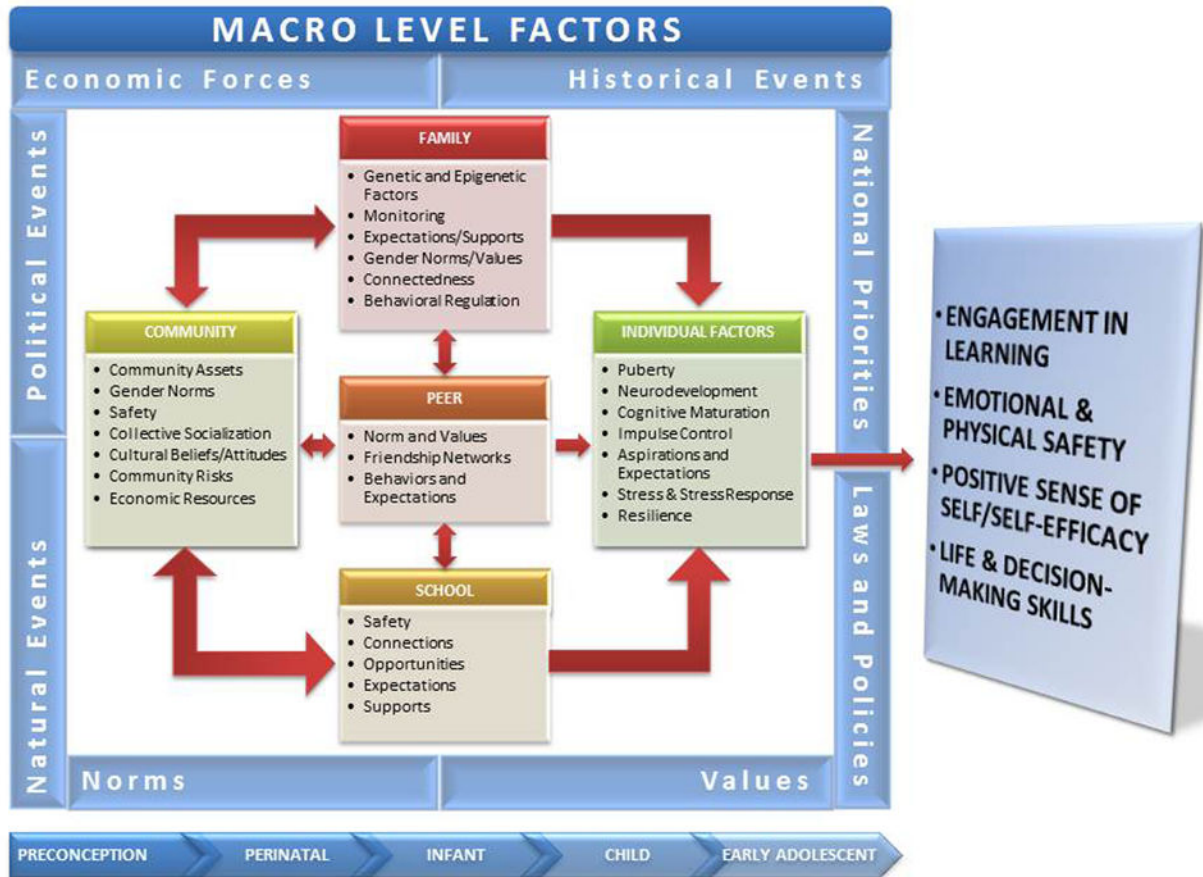 MACRO LEVEL FACTORS
Economic Forces
Historical Events
Political Events
Natural Events
National Priorities
Laws and Policies
FAMILY
• Genetic and Epigenetic
Factors
• Monitoring
• Expectations/Supports
• Gender Norms/Values
• Connectedness
• Behavioral Regulation
COMMUNITY
• Community Assets
• Gender Norms
• Safety
• Collective Socialization
• Cultural Beliefs/Attitudes
• Community Risks
• Economic Resources
PEER
• Norm and Values
• Friendship Networks
• Behaviors and
Expectations
INDIVIDUAL FACTORS
• Puberty
• Neurodevelopment
• Cognitive Maturation
• Impulse Control
• Aspirations and
Expectations
• Stress & Stress Response
• Resilience
SCHOOL
• Safety
• Connections
• Opportunities
• Expectations
• Supports
Norms
Values
• ENGAGEMENT IN
LEARNING
• EMOTIONAL &
PHYSICAL SAFETY
• POSITIVE SENSE OF
SELF/SELF-EFFICACY
• LIFE & DECISION-
MAKING SKILLS
PRECONCEPTION
PERINATAL
INFANT
CHILD
EARLY ADOLESCENT